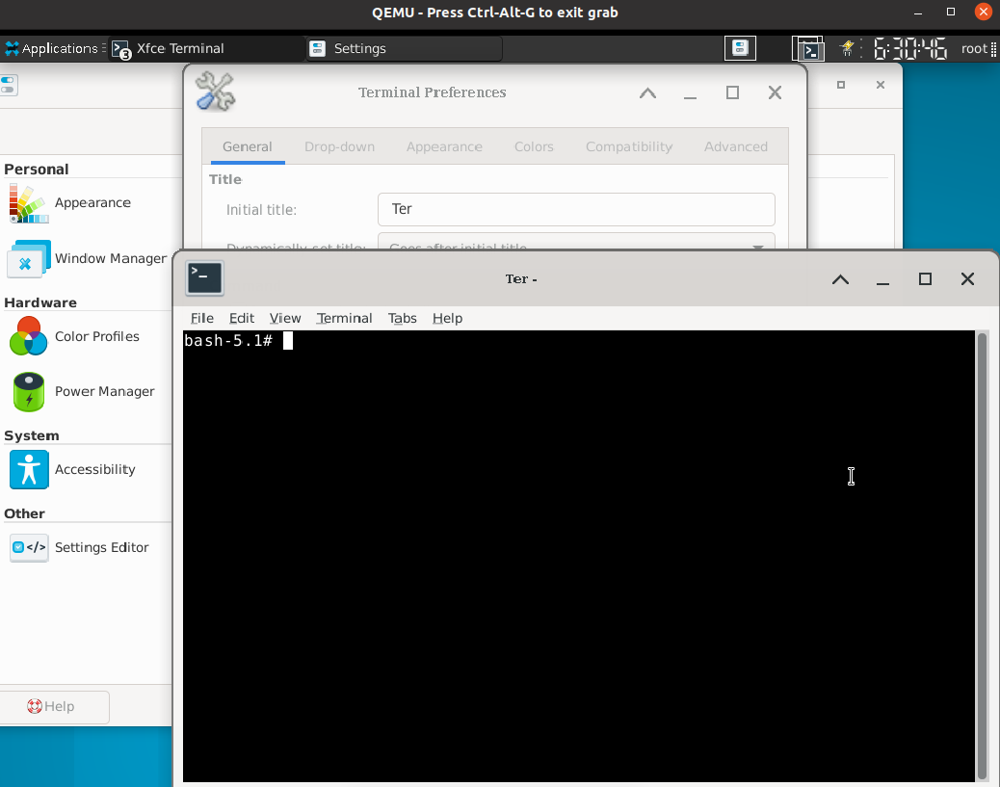 QEMU - Press Ctrl-Alt-G to exit grab
Applications
3
Xfce Terminal
Settings
6:30:46
root
Terminal Preferences
General
Drop-down
Appearance
Colors
Compatibility
Advanced
Title
Initial title:
Ter
Dynamically-set title:
Goes after initial title
Personal
Appearance
Window Manager
Hardware
Color Profiles
Power Manager
System
Accessibility
Other
Settings Editor
Help
Ter -
File Edit View Terminal Tabs Help
bash-5.1#